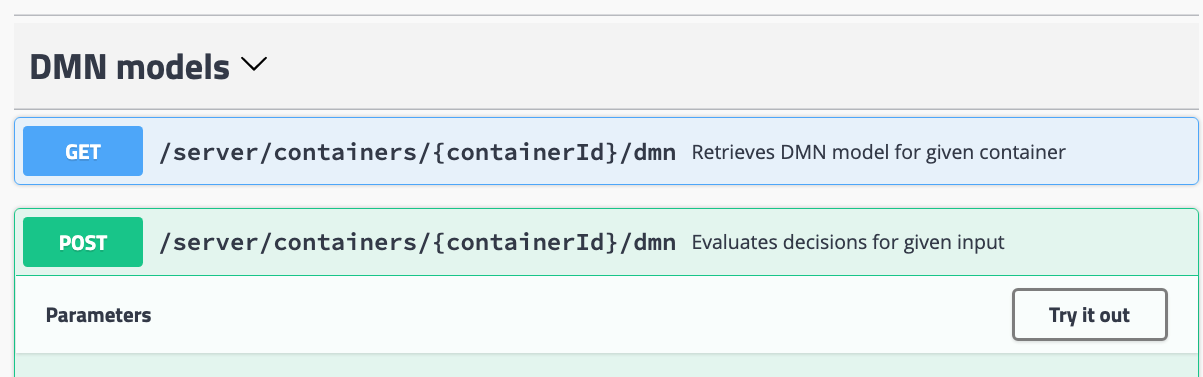 DMN models
GET /server/containers/{containerId}/dmn Retrieves DMN model for given container
POST /server/containers/{containerId}/dmn Evaluates decisions for given input
Parameters Try it out